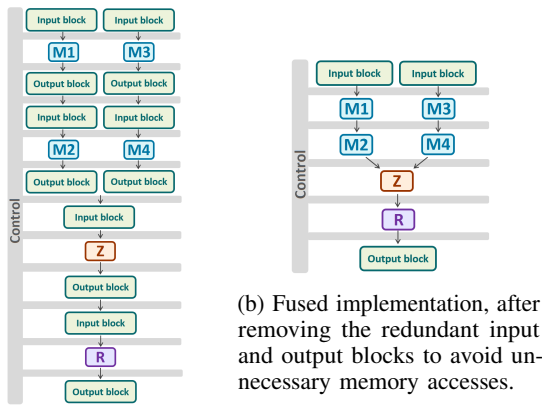 Control
Input block Input block
M1 M3
Output block Output block
Input block Input block
M2 M4
Output block Output block
Input block
Z
Output block
Input block
R
Output block
Control
Input block Input block
M1 M3
M2 M4
Z
R
Output block
(b) Fused implementation, after
removing the redundant input
and output blocks to avoid un-
necessary memory accesses.